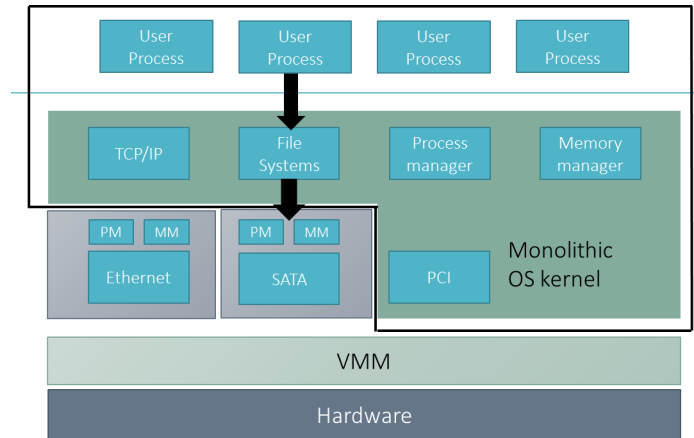 User
Process
User
Process
User
Process
User
Process
TCP/IP
File
Systems
Process
manager
Memory
manager
PM
MM
Ethernet
PM
MM
SATA
PCI
Monolithic
OS kernel
VMM
Hardware